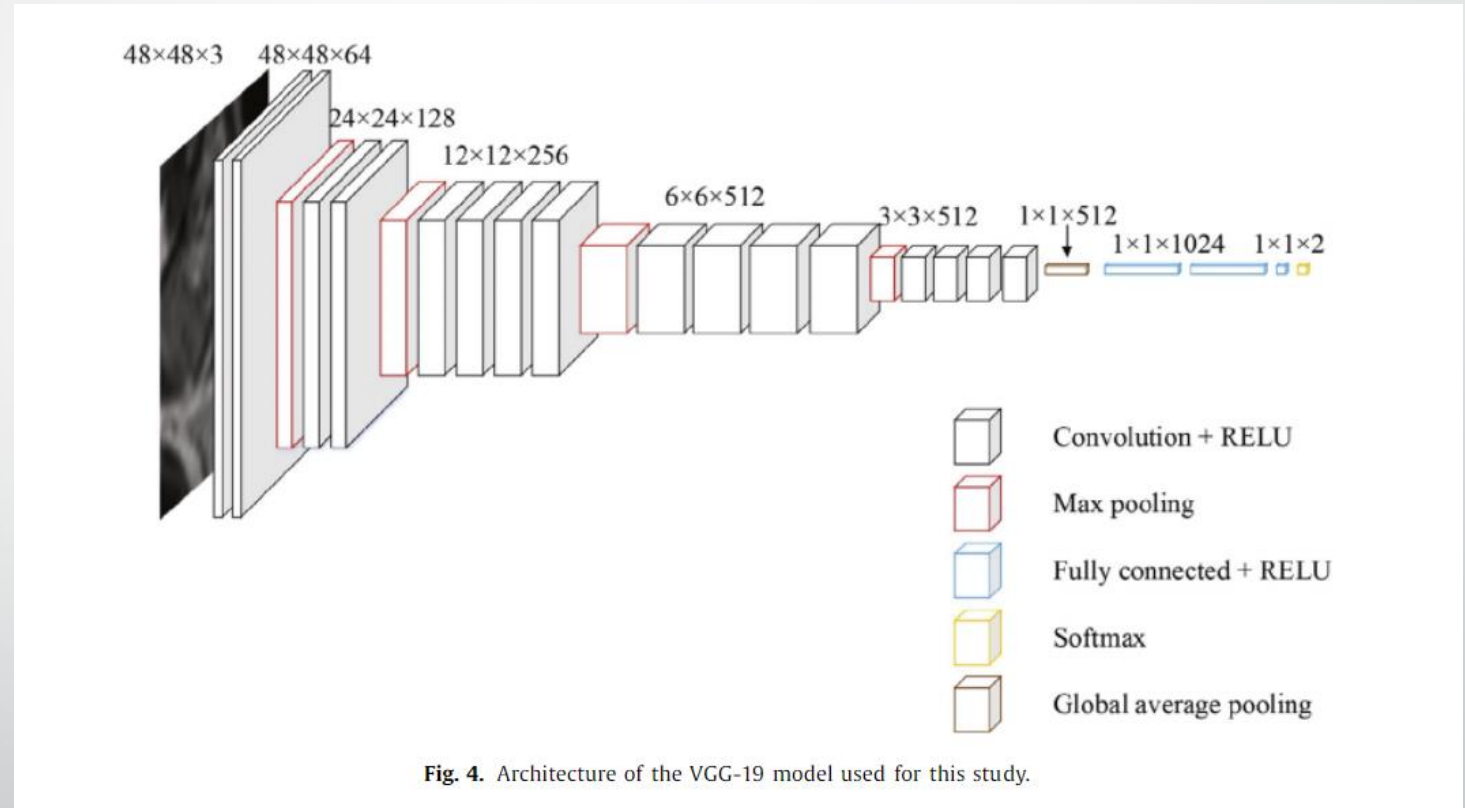 48×48×3
48×48×64
24×24×128
12×12×256
6×6×512
3×3×512
1×1×512
1×1×1024
1×1×2
Convolution + RELU
Max pooling
Fully connected + RELU
Softmax
Global average pooling
Fig. 4. Architecture of the VGG-19 model used for this study.